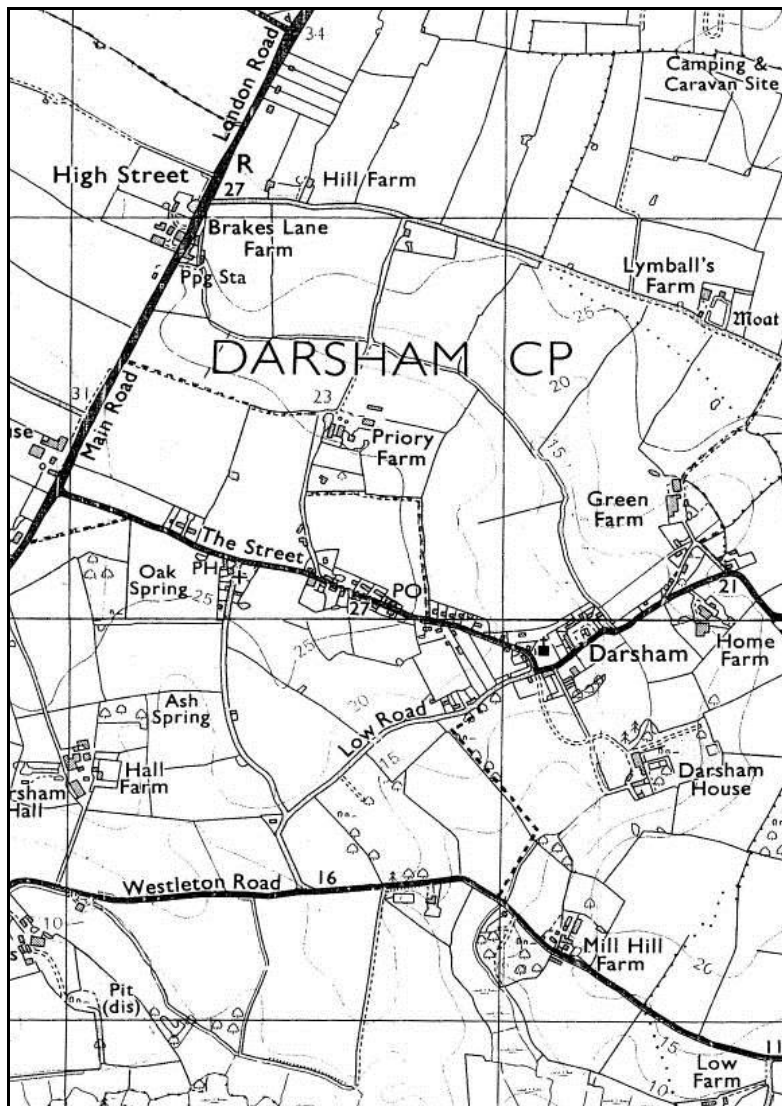 34
London Road
Camping &
Caravan Site
High Street
R
27
Hill Farm
Brakes Lane
Farm
Ppg Sta
Lymball's
Farm
Moat
25
DARSHAM CP
20
31
Main Road
23
15
Priory
Farm
Green
Farm
The Street
PH
PO
Oak
Spring
25
27
21
25
Darsham
Home
Farm
Ash
Spring
20
Low Road
15
Hall
Farm
Darsham
House
Westleton Road
16
10
Mill Hill
Farm
20
Pit
(dis)
15
11
Low
Farm
10